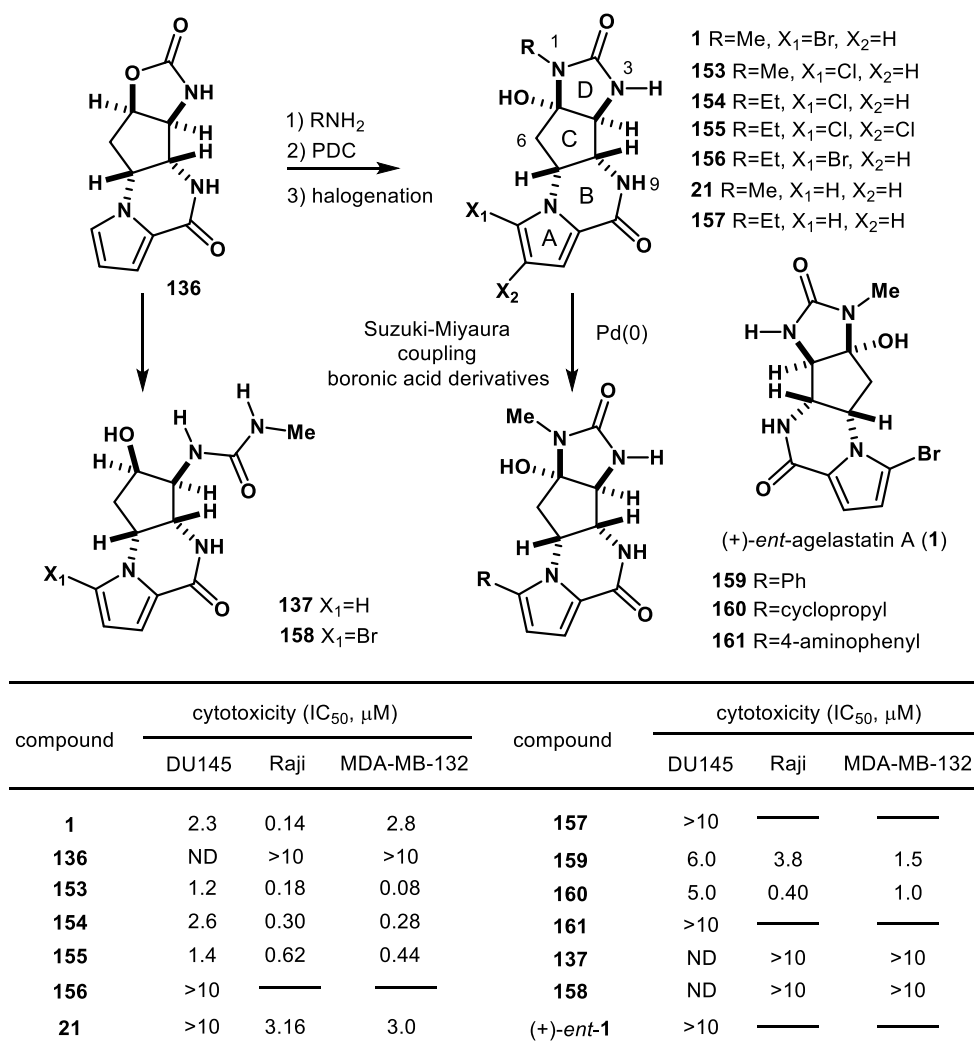 O
O
NH
H
H
H
H
NH
N
O
136
1) RNH2
2) PDC
3) halogenation
O
R
1
N
3
N
H
HO
D
H
6
C
H
H
B
NH
9
N
X1
A
O
X2
1 R=Me, X1=Br, X2=H
153 R=Me, X1=Cl, X2=H
154 R=Et, X1=Cl, X2=H
155 R=Et, X1=Cl, X2=Cl
156 R=Et, X1=Br, X2=H
21 R=Me, X1=H, X2=H
157 R=Et, X1=H, X2=H
Suzuki-Miyaura
coupling
boronic acid derivatives
Pd(0)
H
H
HO
N
N
Me
H
O
H
H
H
NH
N
X1
O
137 X1=H
158 X1=Br
O
Me
N
N
H
HO
H
H
H
NH
N
R
O
O
Me
H
N
N
OH
H
H
H
HN
N
O
Br
(+)-ent-agelastatin A (1)
159 R=Ph
160 R=cyclopropyl
161 R=4-aminophenyl
compound cytotoxicity (IC50, μM) compound cytotoxicity (IC50, μM)
DU145 Raji MDA-MB-132 DU145 Raji MDA-MB-132
1 2.3 0.14 2.8 157 >10 — —
136 ND >10 >10 159 6.0 3.8 1.5
153 1.2 0.18 0.08 160 5.0 0.40 1.0
154 2.6 0.30 0.28 161 >10 — —
155 1.4 0.62 0.44 137 ND >10 >10
156 >10 — — 158 ND >10 >10
21 >10 3.16 3.0 (+)-ent-1 >10 — —